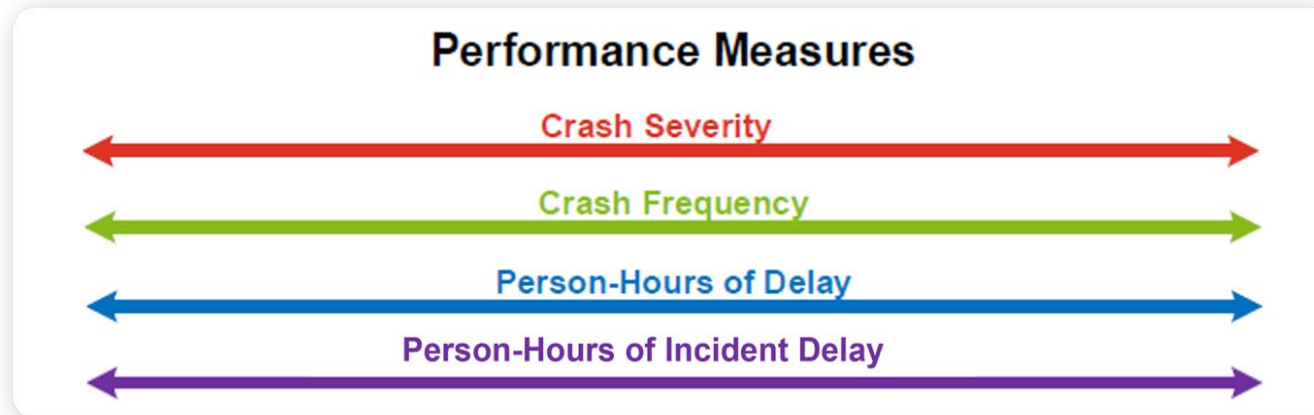 Performance Measures
Crash Severity
Crash Frequency
Person-Hours of Delay
Person-Hours of Incident Delay